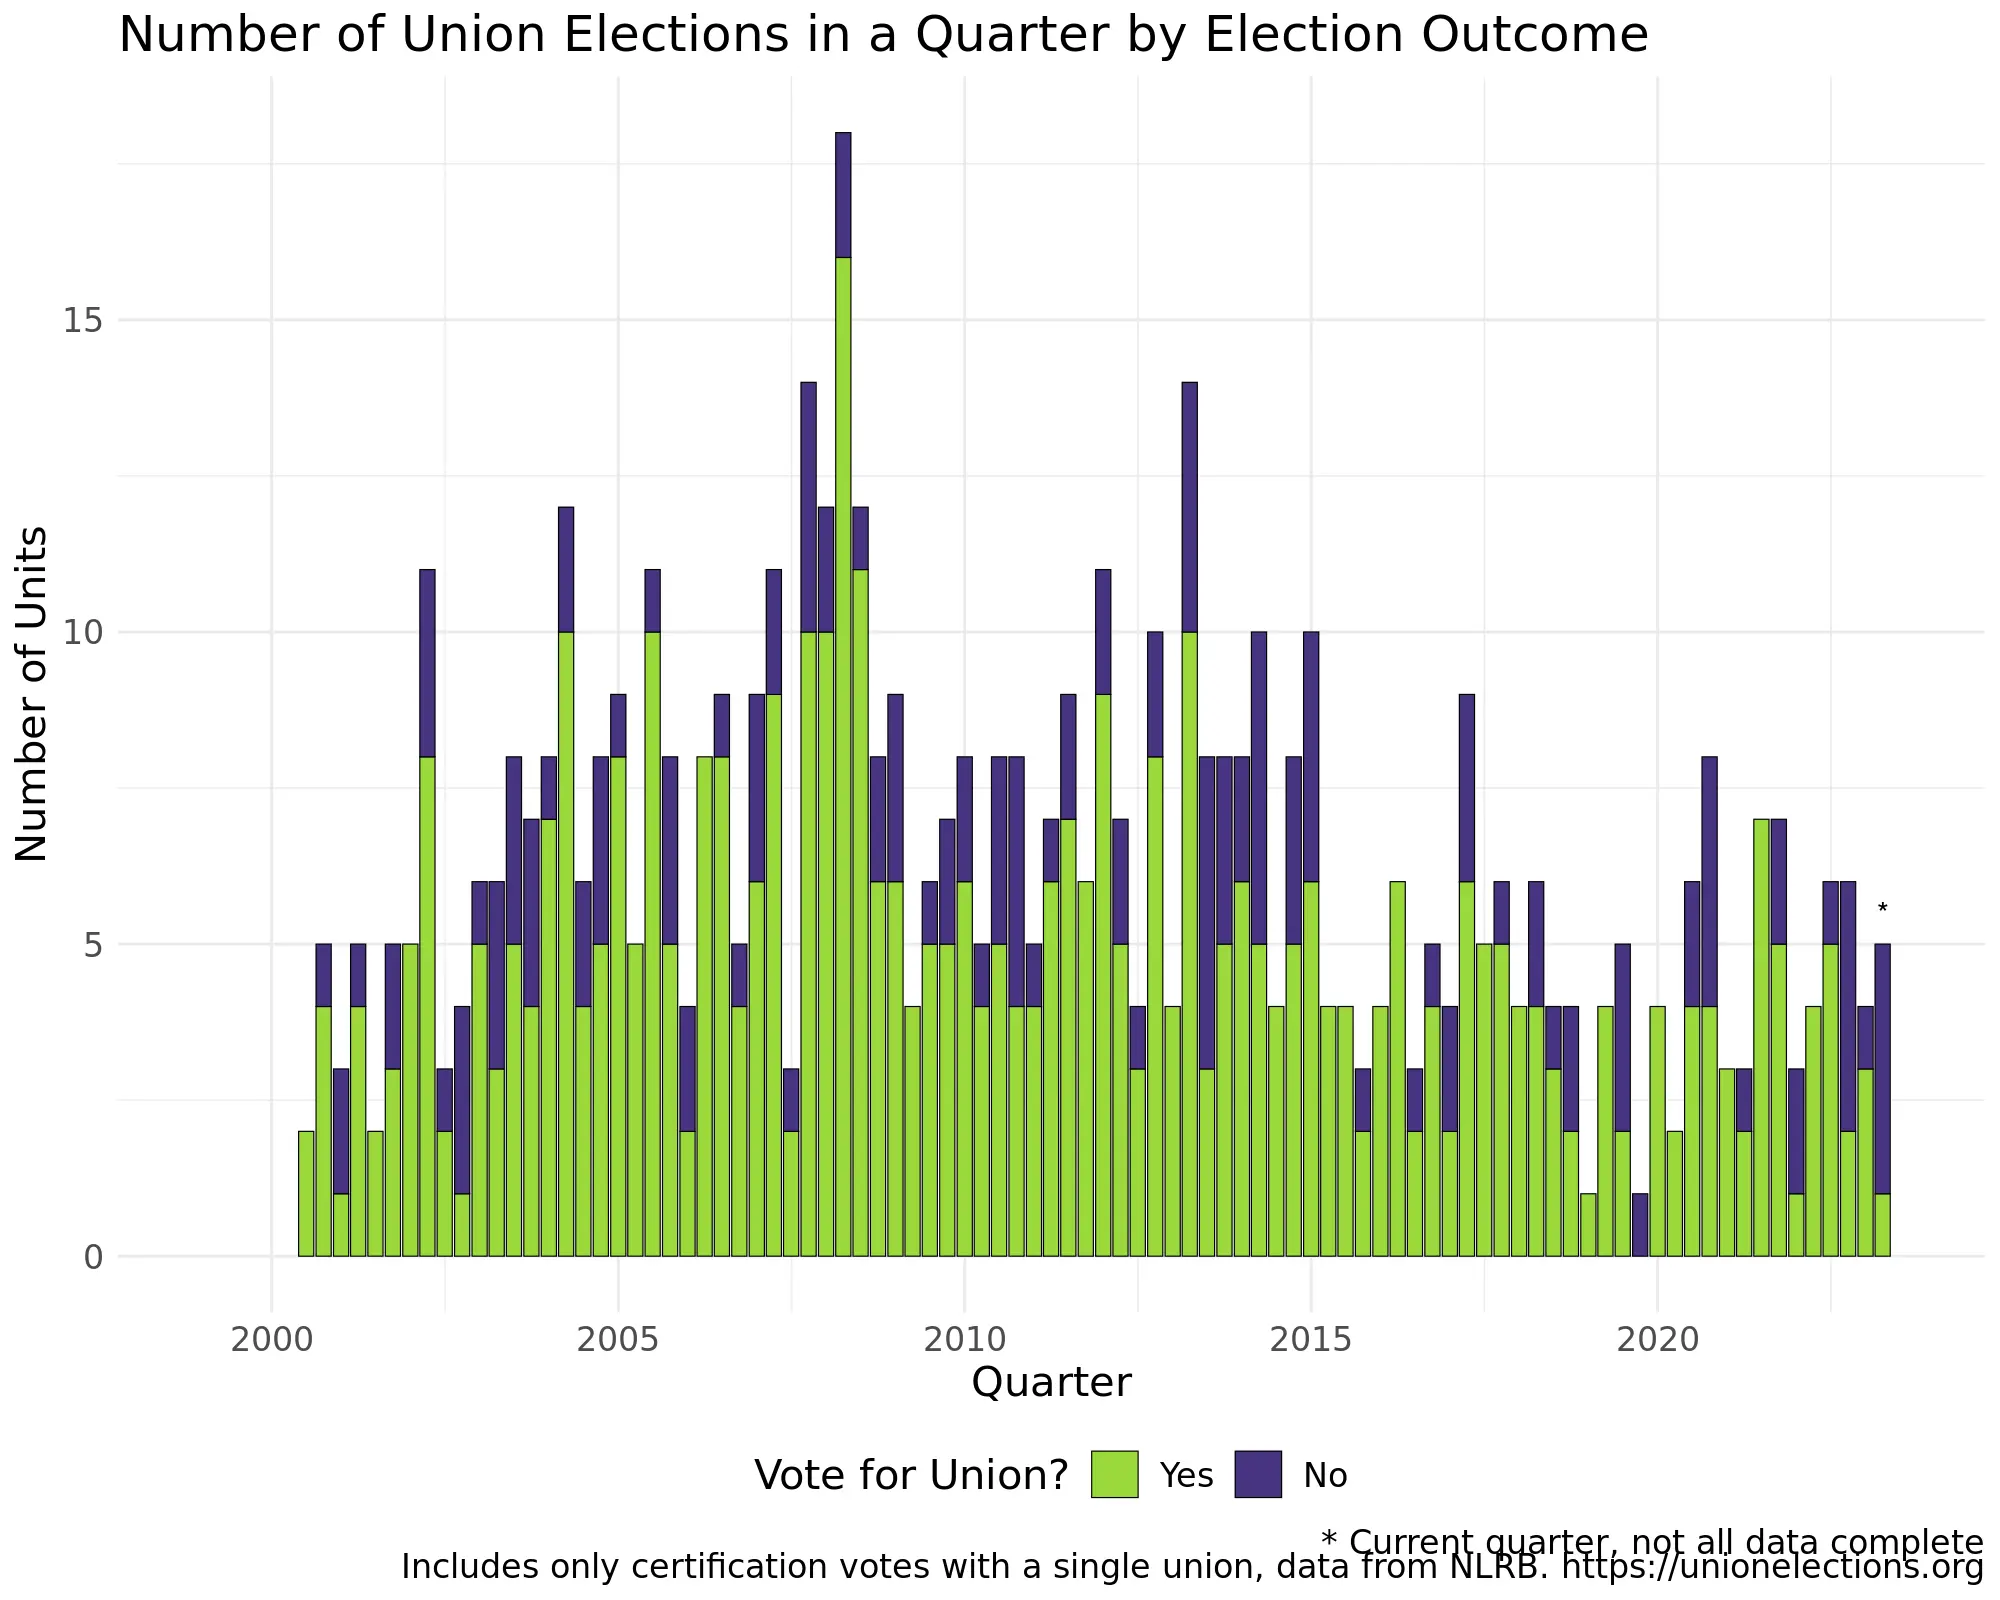 Number of Union Elections in a Quarter by Election Outcome
Number of Units
15
10
5
0
*
2000 2005 2010 2015 2020
Quarter
Vote for Union? Yes No
* Current quarter, not all data complete
Includes only certification votes with a single union, data from NLRB. https://unionelections.org